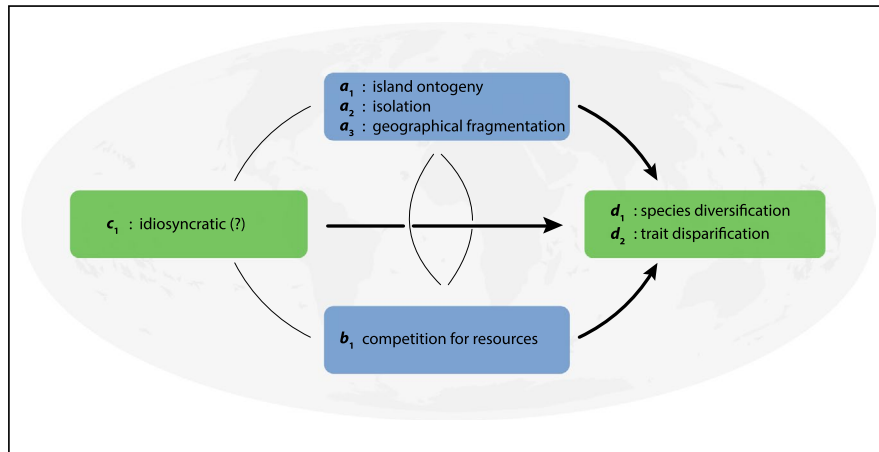 a1 : island ontogeny
a2 : isolation
a3 : geographical fragmentation
c1 : idiosyncratic (?)
d1 : species diversification
d2 : trait disparification
b1 competition for resources